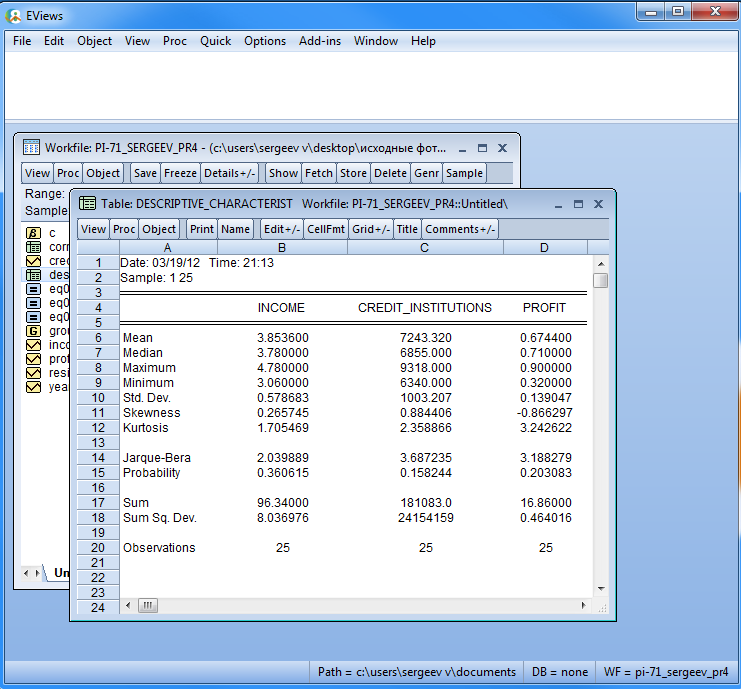 EViews
File Edit Object View Proc Quick Options Add-ins Window Help
Workfile: PI-71_SERGEEV_PR4 - (c:\users\sergeev v\desktop\исходные фот...
View Proc Object Save Freeze Details+/- Show Fetch Store Delete Genr Sample
Range:
Sample
c
corr
cre
des
eq0
eq0
eq0
grou
inco
prof
resi
yea
Un
Table: DESCRIPTIVE_CHARACTERIST Workfile: PI-71_SERGEEV_PR4::Untitled\
View Proc Object Print Name Edit+/- CellFmt Grid+/- Title Comments+/-
A B C D
1 Date: 03/19/12 Time: 21:13
2 Sample: 1 25
3
4 INCOME CREDIT_INSTITUTIONS PROFIT
5
6 Mean 3.853600 7243.320 0.674400
7 Median 3.780000 6855.000 0.710000
8 Maximum 4.780000 9318.000 0.900000
9 Minimum 3.060000 6340.000 0.320000
10 Std. Dev. 0.578683 1003.207 0.139047
11 Skewness 0.265745 0.884406 -0.866297
12 Kurtosis 1.705469 2.358866 3.242622
13
14 Jarque-Bera 2.039889 3.687235 3.188279
15 Probability 0.360615 0.158244 0.203083
16
17 Sum 96.34000 181083.0 16.86000
18 Sum Sq. Dev. 8.036976 24154159 0.464016
19
20 Observations 25 25 25
21
22
23
24
Path = c:\users\sergeev v\documents DB = none WF = pi-71_sergeev_pr4